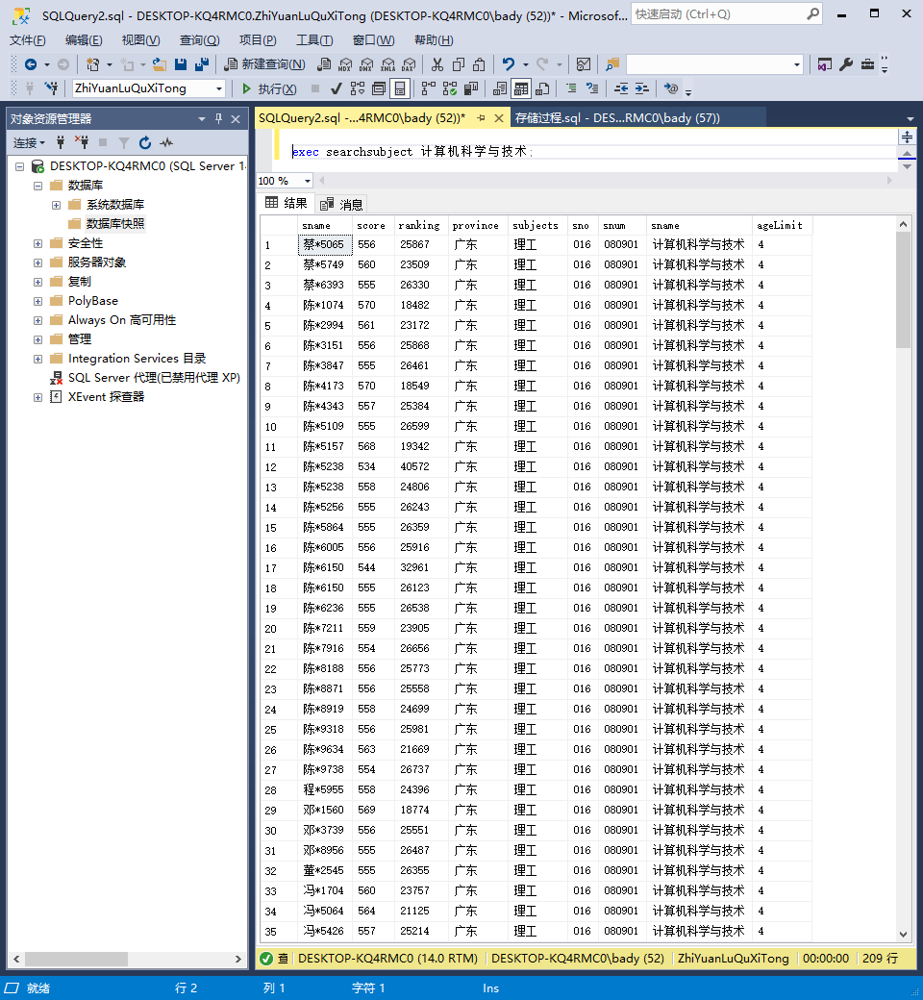 SQLQuery2.sql - DESKTOP-KQ4RMC0.ZhiYuanLuQuXiTong (DESKTOP-KQ4RMC0\bady (52))* - Microsof...
快速启动 (Ctrl+Q)
文件(F) 编辑(E) 视图(V) 查询(Q) 项目(P) 工具(T) 窗口(W) 帮助(H)
新建查询(N) MDX DMX XMLA DAX
ZhiYuanLuQuXiTong 执行(X)
对象资源管理器
SQLQuery2.sql -...4RMC0\bady (52))* 存储过程.sql - DES...RMC0\bady (57))
连接
exec searchsubject 计算机科学与技术;
DESKTOP-KQ4RMC0 (SQL Server 1
数据库
系统数据库
数据库快照
安全性
服务器对象
复制
PolyBase
Always On 高可用性
管理
Integration Services 目录
SQL Server 代理(已禁用代理 XP)
XEvent 探查器
100 %
结果 消息
sname score ranking province subjects sno snum sname ageLimit
1 蔡*5065 556 25867 广东 理工 016 080901 计算机科学与技术 4
2 蔡*5749 560 23509 广东 理工 016 080901 计算机科学与技术 4
3 蔡*6393 555 26330 广东 理工 016 080901 计算机科学与技术 4
4 陈*1074 570 18482 广东 理工 016 080901 计算机科学与技术 4
5 陈*2994 561 23172 广东 理工 016 080901 计算机科学与技术 4
6 陈*3151 556 25868 广东 理工 016 080901 计算机科学与技术 4
7 陈*3847 555 26461 广东 理工 016 080901 计算机科学与技术 4
8 陈*4173 570 18549 广东 理工 016 080901 计算机科学与技术 4
9 陈*4343 557 25384 广东 理工 016 080901 计算机科学与技术 4
10 陈*5109 555 26599 广东 理工 016 080901 计算机科学与技术 4
11 陈*5157 568 19342 广东 理工 016 080901 计算机科学与技术 4
12 陈*5238 534 40572 广东 理工 016 080901 计算机科学与技术 4
13 陈*5238 558 24806 广东 理工 016 080901 计算机科学与技术 4
14 陈*5256 555 26243 广东 理工 016 080901 计算机科学与技术 4
15 陈*5864 555 26359 广东 理工 016 080901 计算机科学与技术 4
16 陈*6005 556 25916 广东 理工 016 080901 计算机科学与技术 4
17 陈*6150 544 32961 广东 理工 016 080901 计算机科学与技术 4
18 陈*6150 555 26123 广东 理工 016 080901 计算机科学与技术 4
19 陈*6236 555 26538 广东 理工 016 080901 计算机科学与技术 4
20 陈*7211 559 23905 广东 理工 016 080901 计算机科学与技术 4
21 陈*7916 554 26656 广东 理工 016 080901 计算机科学与技术 4
22 陈*8188 556 25773 广东 理工 016 080901 计算机科学与技术 4
23 陈*8871 556 25558 广东 理工 016 080901 计算机科学与技术 4
24 陈*8919 558 24699 广东 理工 016 080901 计算机科学与技术 4
25 陈*9318 556 25981 广东 理工 016 080901 计算机科学与技术 4
26 陈*9634 563 21669 广东 理工 016 080901 计算机科学与技术 4
27 陈*9738 554 26737 广东 理工 016 080901 计算机科学与技术 4
28 程*5955 558 24396 广东 理工 016 080901 计算机科学与技术 4
29 邓*1560 569 18774 广东 理工 016 080901 计算机科学与技术 4
30 邓*3739 556 25551 广东 理工 016 080901 计算机科学与技术 4
31 邓*8956 555 26487 广东 理工 016 080901 计算机科学与技术 4
32 董*2545 555 26355 广东 理工 016 080901 计算机科学与技术 4
33 冯*1704 560 23757 广东 理工 016 080901 计算机科学与技术 4
34 冯*5064 564 21125 广东 理工 016 080901 计算机科学与技术 4
35 冯*5426 557 25214 广东 理工 016 080901 计算机科学与技术 4
DESKTOP-KQ4RMC0 (14.0 RTM) DESKTOP-KQ4RMC0\bady (52) ZhiYuanLuQuXiTong 00:00:00 209 行
就绪 行 2 列 1 字符 1 Ins